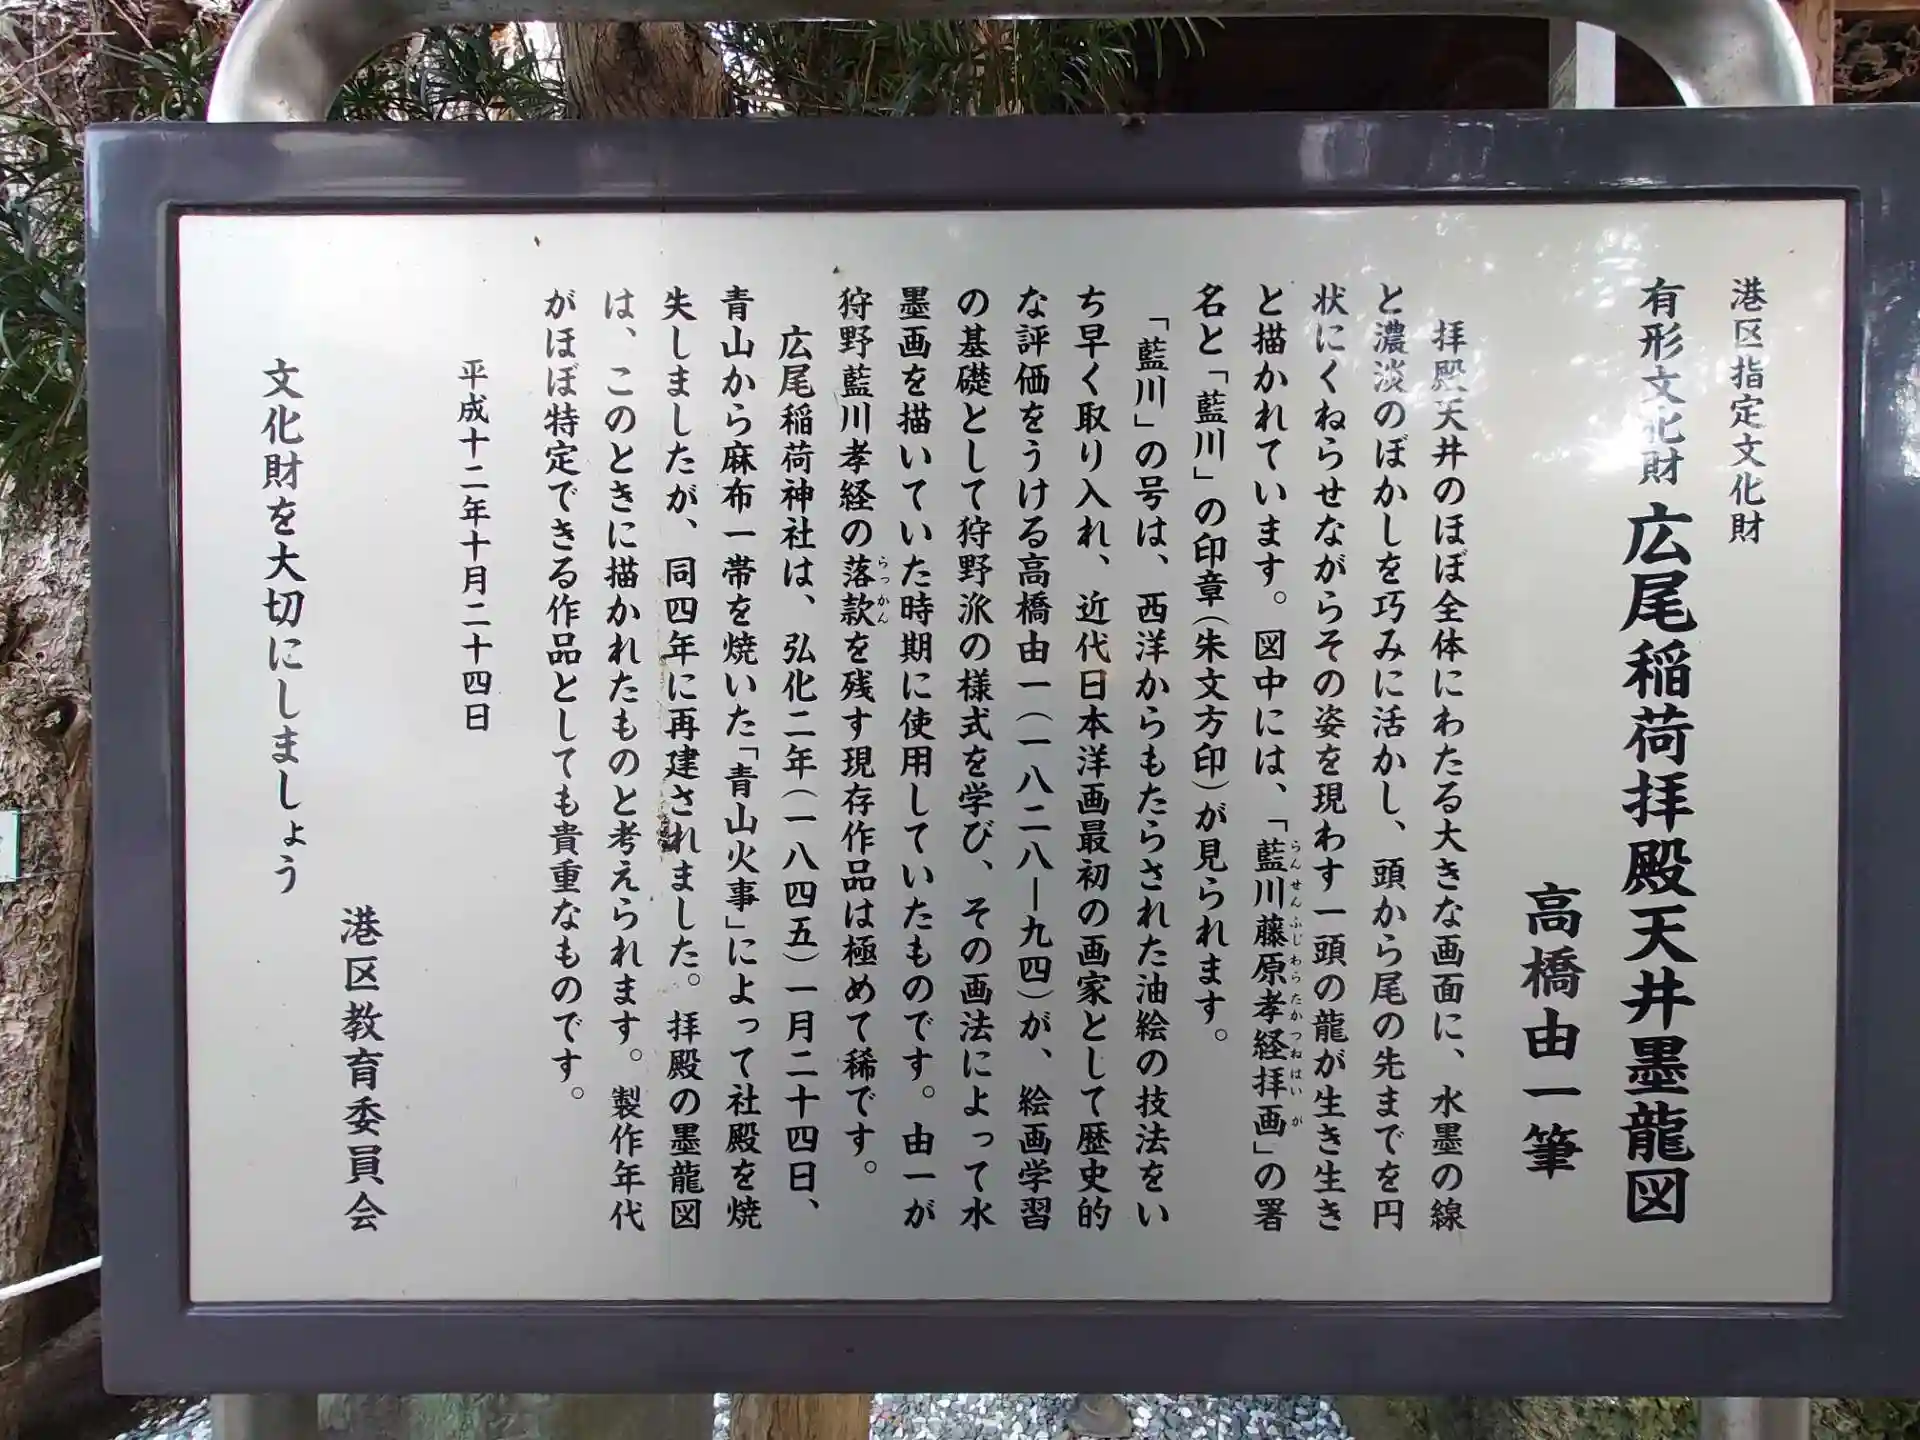 港区指定文化財
有形文化財 広尾稲荷拝殿天井墨龍図
高橋由一筆
拝殿天井のほぼ全体にわたる大きな画面に、水墨の線
と濃淡のぼかしを巧みに活かし、頭から尾の先までを円
状にくねらせながらその姿を現わす一頭の龍が生き生き
と描かれています。図中には、「藍川藤原孝経拝画」の署
らんせんふじわらたかつねはいが
名と「藍川」の印章(朱文方印)が見られます。
「藍川」の号は、西洋からもたらされた油絵の技法をい
ち早く取り入れ、近代日本洋画最初の画家として歴史的
な評価をうける高橋由一(一八二八―九四)が、絵画学習
の基礎として狩野派の様式を学び、その画法によって水
墨画を描いていた時期に使用していたものです。由一が
狩野藍川孝経の落款を残す現存作品は極めて稀です。
らっかん
広尾稲荷神社は、弘化二年(一八四五)一月二十四日、
青山から麻布一帯を焼いた「青山火事」によって社殿を焼
失しましたが、同四年に再建されました。拝殿の墨龍図
は、このときに描かれたものと考えられます。製作年代
がほぼ特定できる作品としても貴重なものです。
平成十二年十月二十四日
港区教育委員会
文化財を大切にしましょう